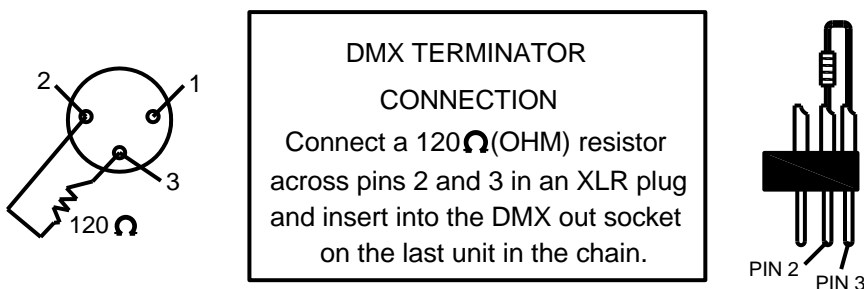 2
1
3
120 Ω
DMX TERMINATOR
CONNECTION
Connect a 120Ω(OHM) resistor
across pins 2 and 3 in an XLR plug
and insert into the DMX out socket
on the last unit in the chain.
PIN 2
PIN 3